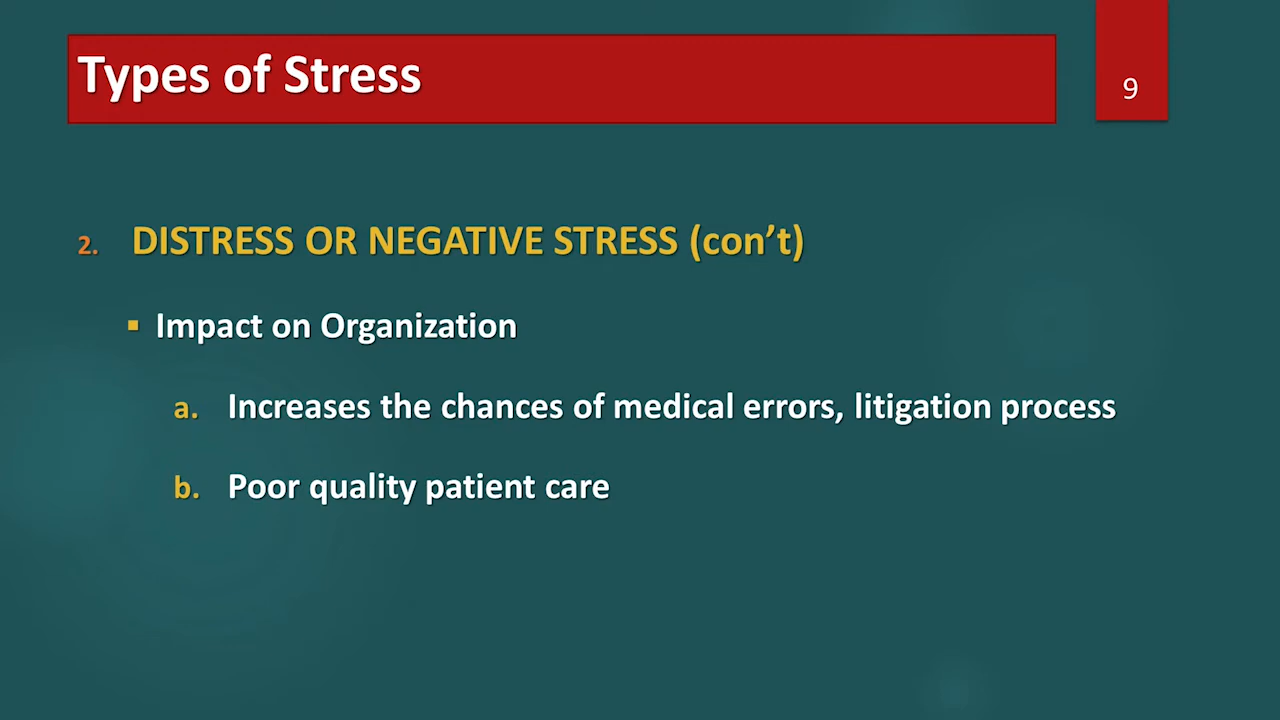 Types of Stress
9
2. DISTRESS OR NEGATIVE STRESS (con’t)
▪ Impact on Organization
a. Increases the chances of medical errors, litigation process
b. Poor quality patient care